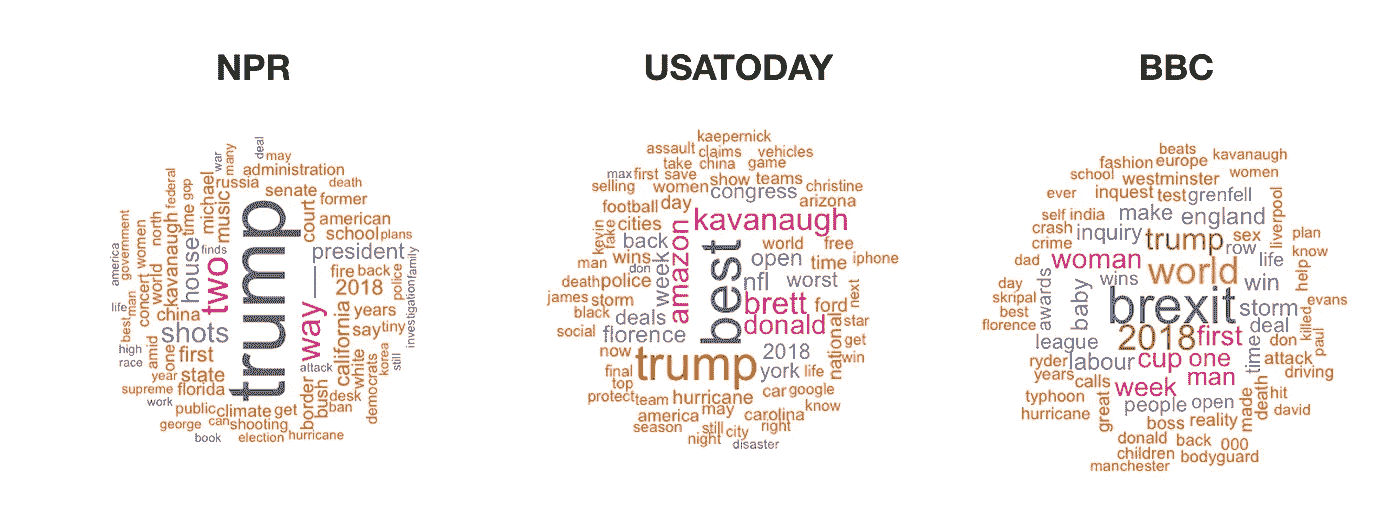 NPR
USATODAY
BBC
deal
may
war
many
administration
death
russia
senate
former
federal
gop
time
michael
music
court
american
school
plans
trump
president
family
north
women
kavanaugh
house
finds
two
government
america
man
concert
world
china
fire
back
2018
police
investigation
life
best
shots
way
california
years
say
tiny
high
race
amid
one
first
attack
white
korea
still
year
state
supreme
florida
work
border
bush
desk
ban
democrats
public
climate
get
george
can
shooting
book
election
hurricane
kaepernick
assault
claims
vehicles
take
china
game
max
first
save
show
teams
selling
women
congress
christine
football
day
arizona
kavanaugh
kevin
fake
cities
back
amazon
world
free
wins
week
best
open
time
iphone
man
don
nfl
worst
death
police
next
james
storm
brett
ford
black
deals
donald
star
social
florence
national
get
now
trump
2018
win
final
york
life
top
car
google
protect
team
hurricane
know
america
may
carolina
season
still
city
right
night
disaster
beats
fashion
europe
kavanaugh
school
westminster
women
ever
inquest
test
grenfell
self
india
make
england
liverpool
crash
inquiry
trump
sex
plan
crime
row
know
dad
woman
life
help
day
wins
world
win
skripal
awards
baby
brexit
storm
evans
best
florence
2018
first
deal
killed
paul
league
time
don
ryder
labour
cup
one
attack
years
driving
calls
week
man
typhoon
great
people
open
made
death
hit
hurricane
david
boss
reality
donald
back
000
children
bodyguard
manchester